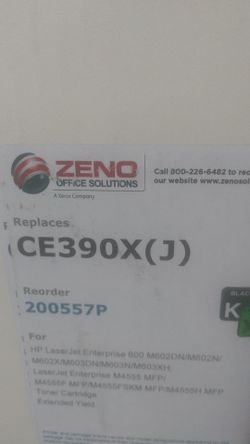 ZENO
OFFICE SOLUTIONS
A Xerox Company
Call 800-226-6482 to
our website www.
Replaces
CE390X(J)
Reorder
200557P
BLACK
K
For
HP LaserJet Enterprise 600 M602DN/M602N/
M602X/M603DN/M603N/M603XH
LaserJet Enterprise M4555 MFP/
M4555F MFP/M4555FSKM MFP/M4555H MFP
Toner Cartridge
Extended Yield